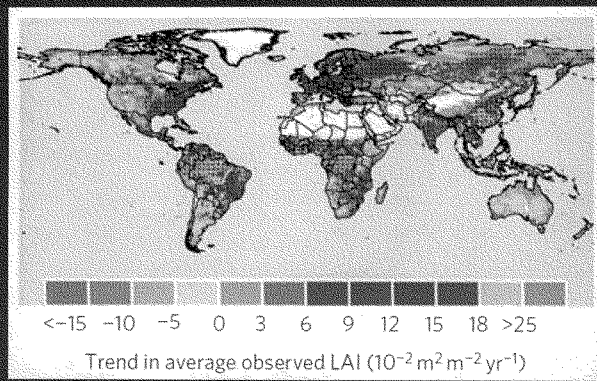 <-15 -10 -5 0 3 6 9 12 15 18 >25
Trend in average observed LAI (10⁻² m² m⁻² yr⁻¹)